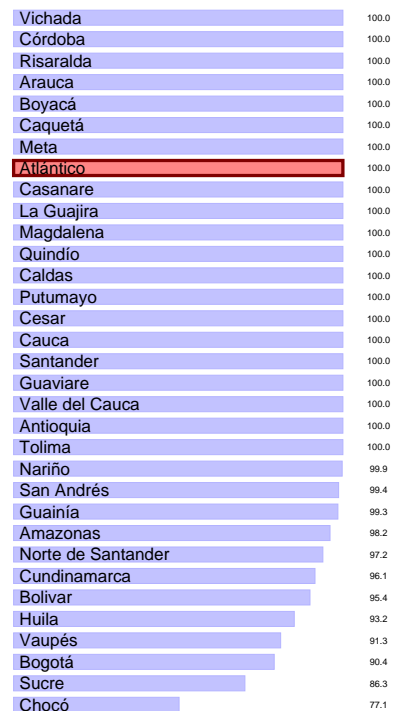 Vichada 100.0
Córdoba 100.0
Risaralda 100.0
Arauca 100.0
Boyacá 100.0
Caquetá 100.0
Meta 100.0
Atlántico 100.0
Casanare 100.0
La Guajira 100.0
Magdalena 100.0
Quindío 100.0
Caldas 100.0
Putumayo 100.0
Cesar 100.0
Cauca 100.0
Santander 100.0
Guaviare 100.0
Valle del Cauca 100.0
Antioquia 100.0
Tolima 100.0
Nariño 99.9
San Andrés 99.4
Guainía 99.3
Amazonas 98.2
Norte de Santander 97.2
Cundinamarca 96.1
Bolivar 95.4
Huila 93.2
Vaupés 91.3
Bogotá 90.4
Sucre 86.3
Chocó 77.1